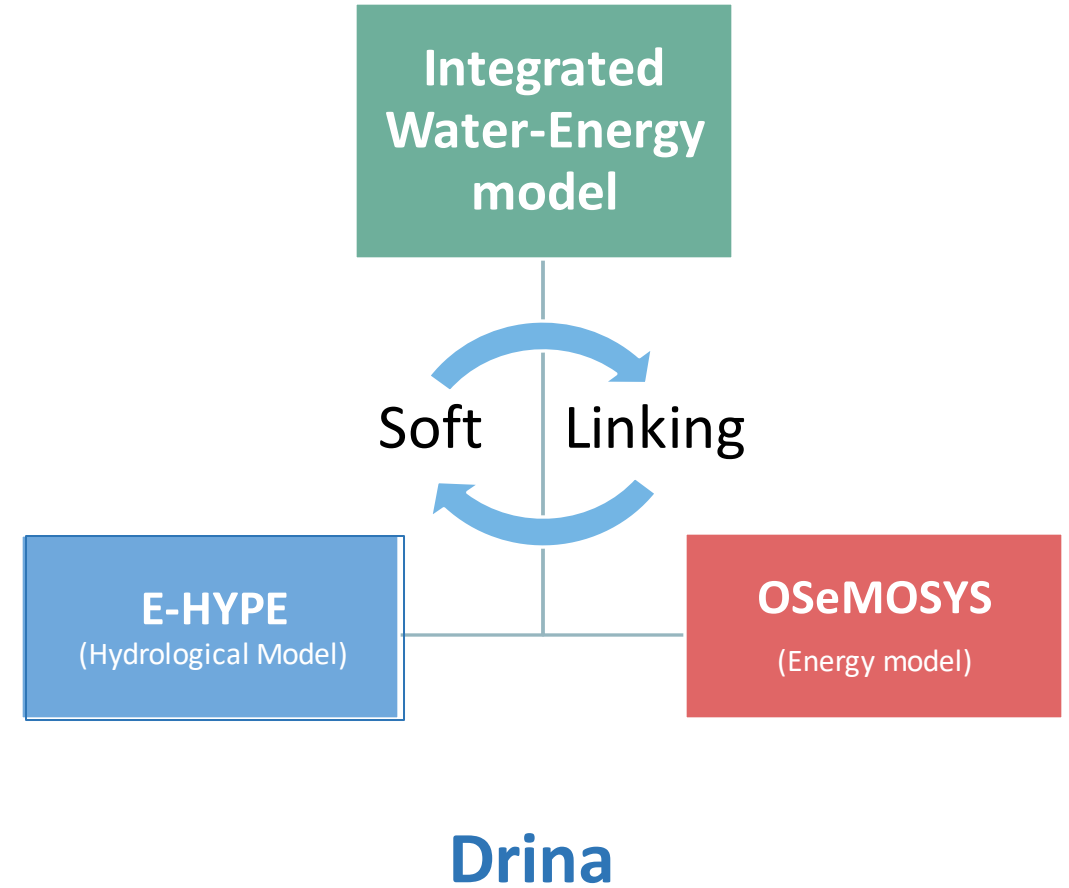 Integrated
Water-Energy
model
Soft Linking
E-HYPE
(Hydrological Model)
OSeMOSYS
(Energy model)
Drina